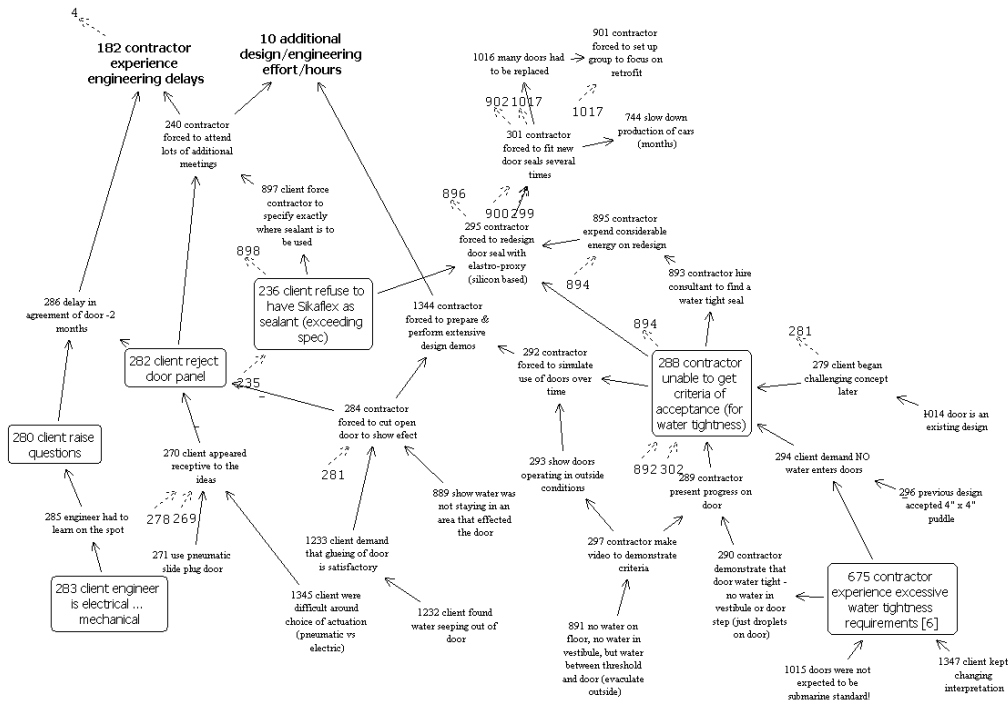 4
182 contractor
experience
engineering delays
10 additional
design/engineering
effort/hours
901 contractor
forced to set up
group to focus on
retrofit
1016 many doors had
to be replaced
902
1017
1017
240 contractor
forced to attend
lots of additional
meetings
301 contractor
forced to fit new
door seals several
times
744 slow down
production of cars
(months)
897 client force
contractor to
specify exactly
where sealant is to
be used
896
900
299
295 contractor
forced to redesign
door seal with
elastro-proxy
(silicon based)
895 contractor
expend considerable
energy on redesign
898
894
893 contractor hire
consultant to find a
water tight seal
286 delay in
agreement of door -2
months
236 client refuse to
have Sikaflex as
sealant (exceeding
spec)
1344 contractor
forced to prepare &
perform extensive
design demos
894
281
282 client reject
door panel
235
292 contractor
forced to simulate
use of doors over
time
288 contractor
unable to get
criteria of
acceptance (for
water tightness)
279 client began
challenging concept
later
1014 door is an
existing design
280 client raise
questions
284 contractor
forced to cut open
door to show efect
270 client
appeared
receptive to the
ideas
281
293 show doors
operating in outside
conditions
892
302
289 contractor
present progress on
door
294 client demand NO
water enters doors
296 previous design
accepted 4" x 4"
puddle
889 show water was
not staying in an
area that effected
the door
285 engineer had to
learn on the spot
278
269
271 use pneumatic
slide plug door
1233 client demand
that glueing of door
is satisfactory
297 contractor make
video to demonstrate
criteria
290 contractor
demonstrate that
door water tight -
no water in
vestibule or door
step (just droplets
on door)
283 client engineer
is electrical ...
mechanical
1345 client were
difficult around
choice of actuation
(pneumatic vs
electric)
1232 client found
water seeping out of
door
675 contractor
experience excessive
water tightness
requirements [6]
891 no water on
floor, no water in
vestibule, but water
between threshold
and door (evaculate
outside)
1015 doors were not
expected to be
submarine standard!
1347 client kept
changing
interpretation